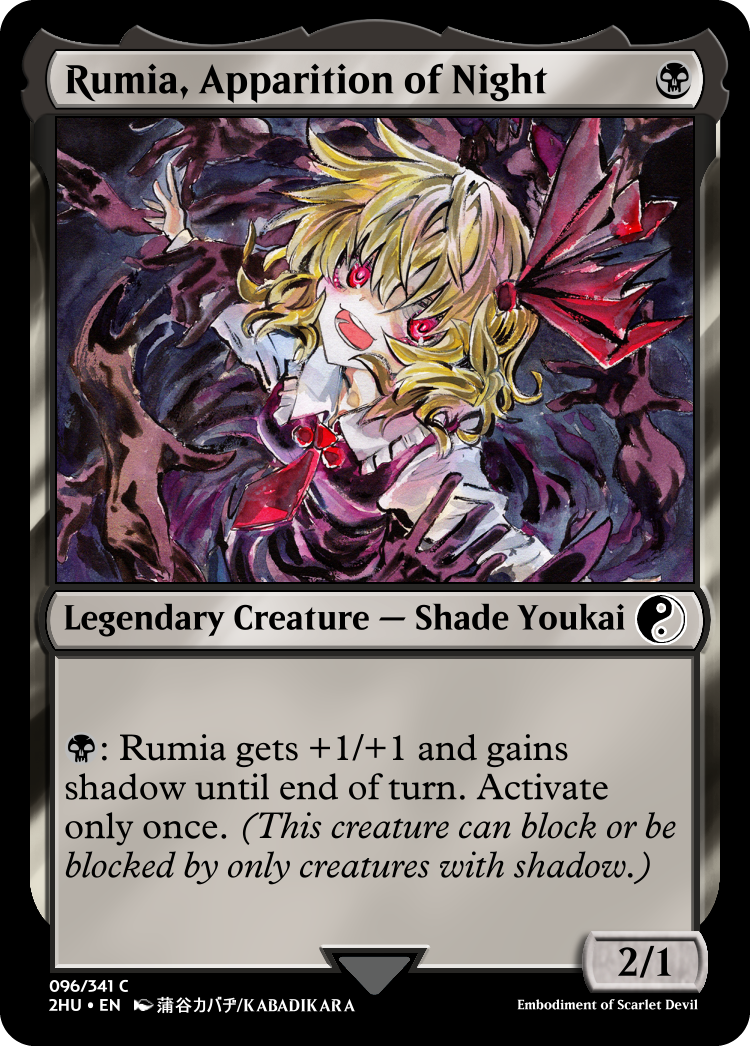 Rumia, Apparition of Night
Legendary Creature — Shade Youkai
: Rumia gets +1/+1 and gains
shadow until end of turn. Activate
only once. (This creature can block or be
blocked by only creatures with shadow.)
2/1
096/341 C
2HU • EN 蒲谷カバヂ/KABADIKARA
Embodiment of Scarlet Devil